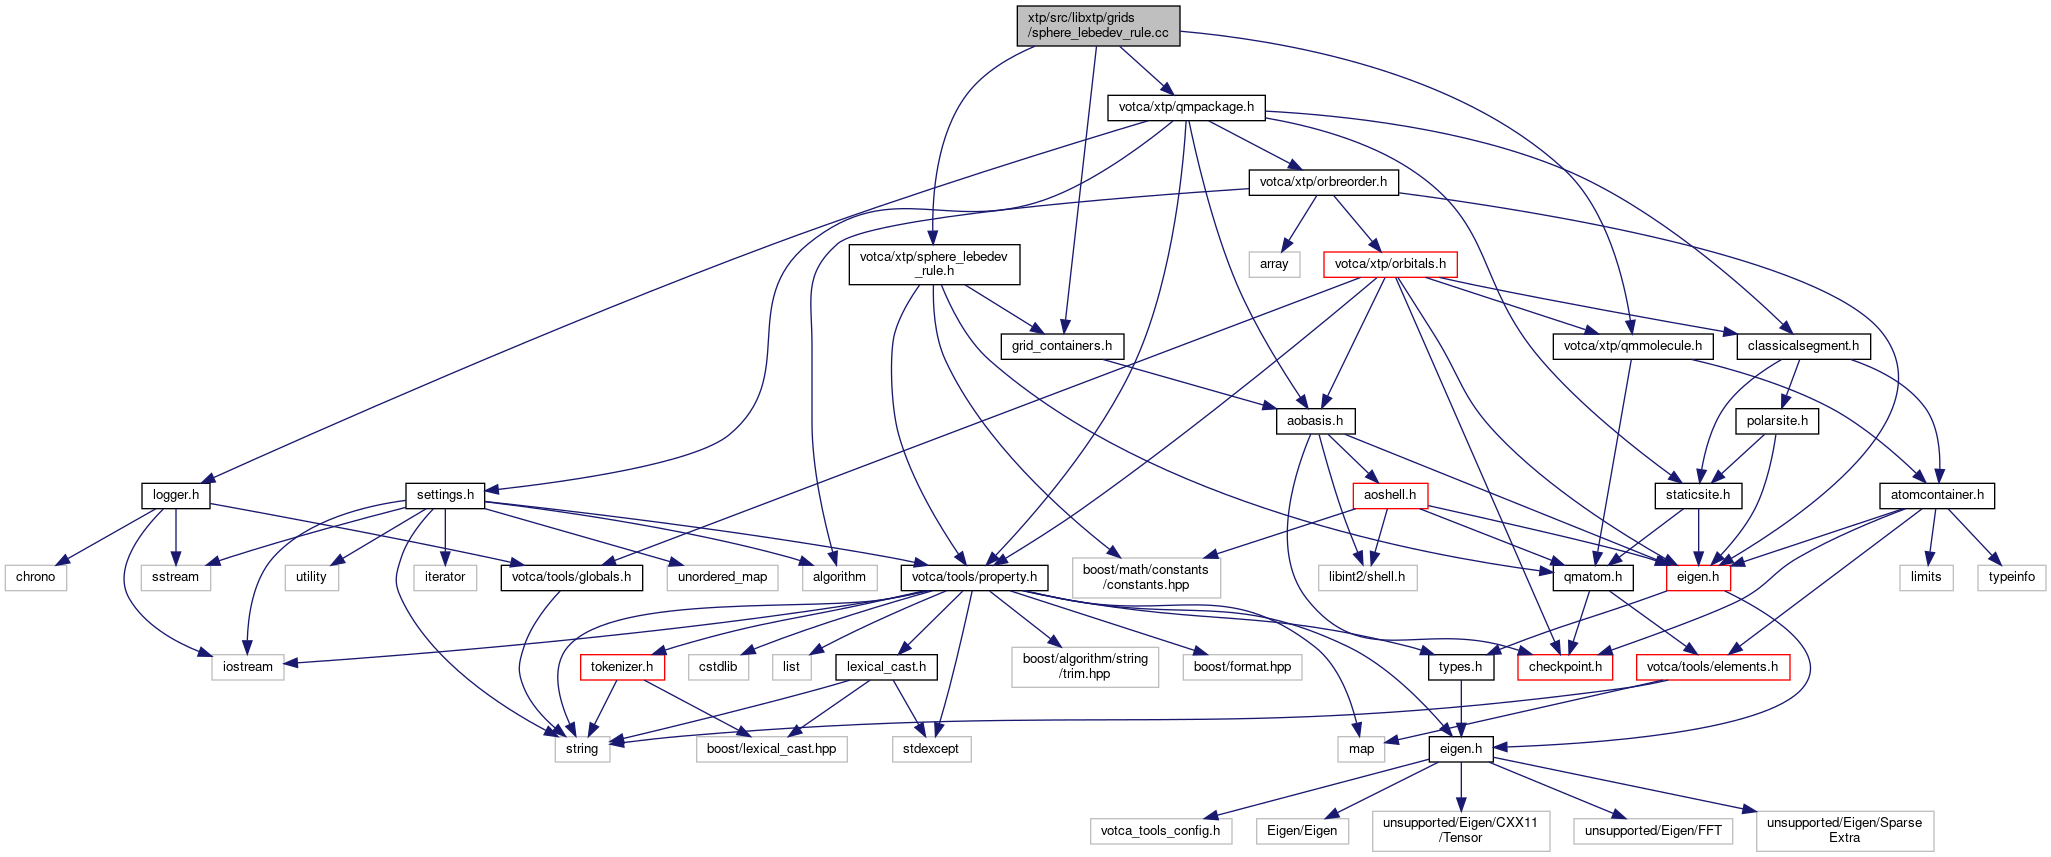 xtp/src/libxtp/grids
/sphere_lebedev_rule.cc
votca/xtp/qmpackage.h
votca/xtp/orbreorder.h
votca/xtp/sphere_lebedev
_rule.h
array
votca/xtp/orbitals.h
grid_containers.h
votca/xtp/qmmolecule.h
classicalsegment.h
aobasis.h
polarsite.h
logger.h
settings.h
aoshell.h
staticsite.h
atomcontainer.h
chrono
sstream
utility
iterator
votca/tools/globals.h
unordered_map
algorithm
votca/tools/property.h
boost/math/constants
/constants.hpp
libint2/shell.h
qmatom.h
eigen.h
limits
typeinfo
iostream
tokenizer.h
cstdlib
list
lexical_cast.h
boost/algorithm/string
/trim.hpp
boost/format.hpp
types.h
checkpoint.h
votca/tools/elements.h
string
boost/lexical_cast.hpp
stdexcept
map
eigen.h
votca_tools_config.h
Eigen/Eigen
unsupported/Eigen/CXX11
/Tensor
unsupported/Eigen/FFT
unsupported/Eigen/Sparse
Extra